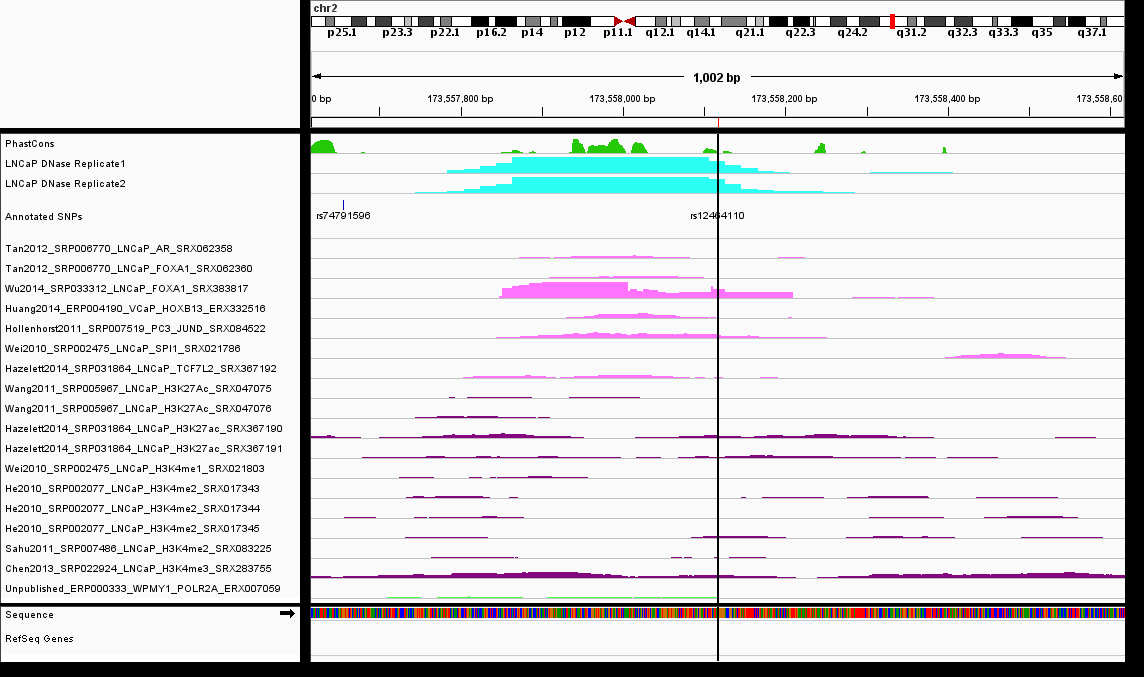 chr2
p25.1 p23.3 p22.1 p16.2 p14 p12 p11.1 q12.1 q14.1 q21.1 q22.3 q24.2 q31.2 q32.3 q33.3 q35 q37.1
1,002 bp
0 bp 173,557,800 bp 173,558,000 bp 173,558,200 bp 173,558,400 bp 173,558,60
PhastCons
LNCaP DNase Replicate1
LNCaP DNase Replicate2
Annotated SNPs rs74791596 rs12464110
Tan2012_SRP006770_LNCaP_AR_SRX062358
Tan2012_SRP006770_LNCaP_FOXA1_SRX062360
Wu2014_SRP033312_LNCaP_FOXA1_SRX383817
Huang2014_ERP004190_VCaP_HOXB13_ERX332516
Hollenhorst2011_SRP007519_PC3_JUND_SRX084522
Wei2010_SRP002475_LNCaP_SPI1_SRX021786
Hazelett2014_SRP031864_LNCaP_TCF7L2_SRX367192
Wang2011_SRP005967_LNCaP_H3K27Ac_SRX047075
Wang2011_SRP005967_LNCaP_H3K27Ac_SRX047076
Hazelett2014_SRP031864_LNCaP_H3K27ac_SRX367190
Hazelett2014_SRP031864_LNCaP_H3K27ac_SRX367191
Wei2010_SRP002475_LNCaP_H3K4me1_SRX021803
He2010_SRP002077_LNCaP_H3K4me2_SRX017343
He2010_SRP002077_LNCaP_H3K4me2_SRX017344
He2010_SRP002077_LNCaP_H3K4me2_SRX017345
Sahu2011_SRP007486_LNCaP_H3K4me2_SRX083225
Chen2013_SRP022924_LNCaP_H3K4me3_SRX283755
Unpublished_ERP000333_WPMY1_POLR2A_ERX007059
Sequence
RefSeq Genes